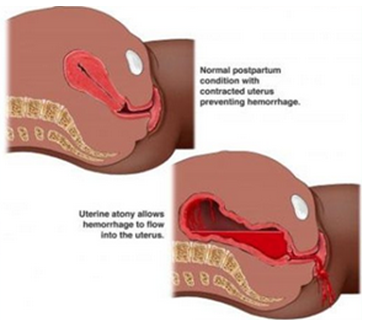 Normal postpartum
condition with
contracted uterus
preventing hemorrhage.
Uterine atony allows
hemorrhage to flow
into the uterus.